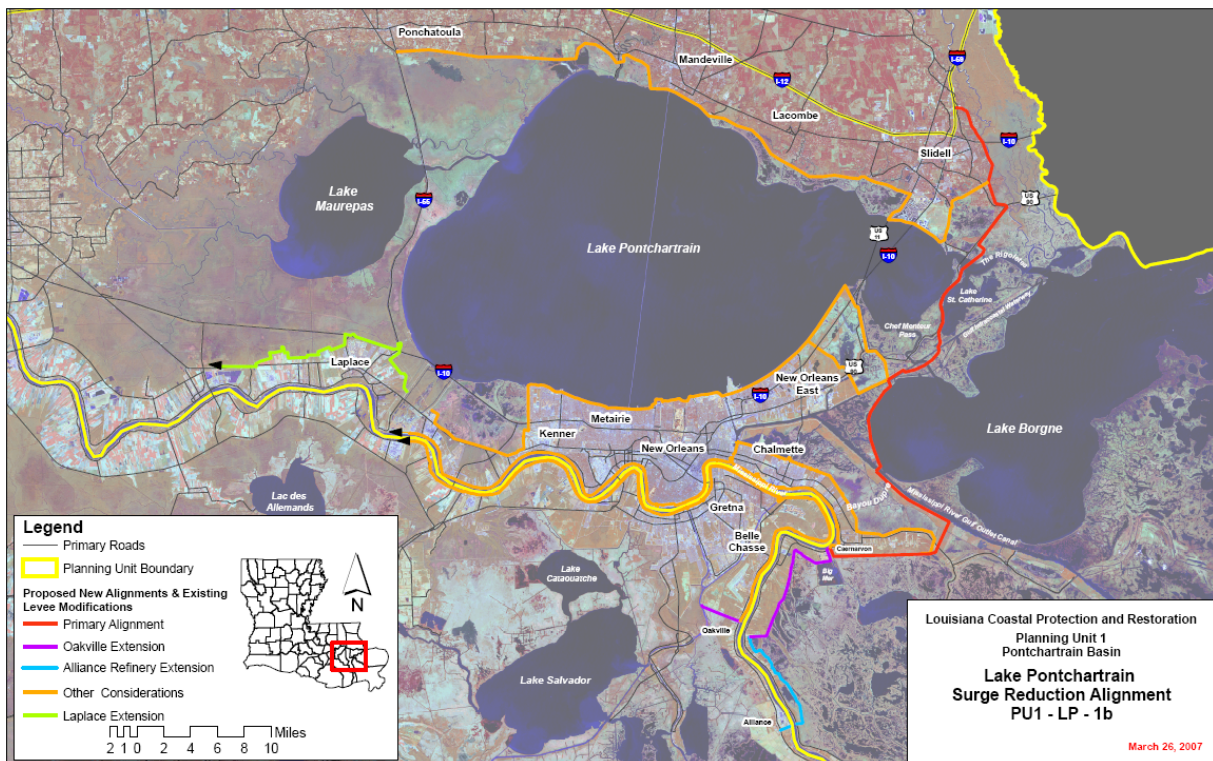 Ponchatoula
Mandeville
I-59
I-12
Lacombe
Slidell
I-10
Lake
Maurepas
I-55
US
90
Lake Pontchartrain
US
11
I-10
The Rigolets
Lake
St. Catherine
Gulf Intracoastal Waterway
Chef Menteur
Pass
Laplace
I-10
US
90
New Orleans
East
I-10
Metairie
Kenner
New Orleans
Chalmette
Lake Borgne
Mississippi River
Lac des
Allemands
Gretna
Bayou Dupre
Mississippi River Gulf Outlet Canal
Belle
Chasse
Caernarvon
Big
Mar
Lake
Cataouatche
Oakville
Lake Salvador
Alliance
Legend
Primary Roads
Planning Unit Boundary
Proposed New Alignments & Existing
Levee Modifications
Primary Alignment
Oakville Extension
Alliance Refinery Extension
Other Considerations
Laplace Extension
N
Miles
2 1 0 2 4 6 8 10
Louisiana Coastal Protection and Restoration
Planning Unit 1
Pontchartrain Basin
Lake Pontchartrain
Surge Reduction Alignment
PU1 - LP - 1b
March 26, 2007